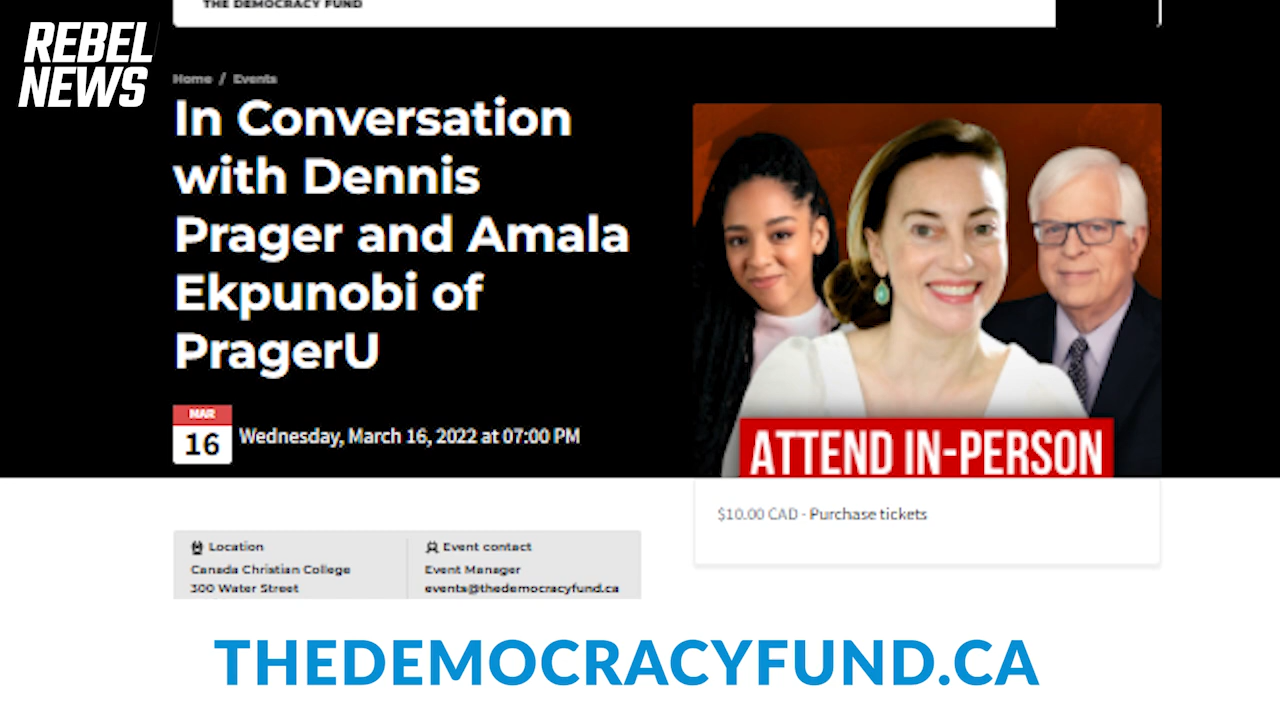 THE DEMOCRACY FUND
REBEL
NEWS
Home / Events
In Conversation
with Dennis
Prager and Amala
Ekpunobi of
PragerU
MAR
16
Wednesday, March 16, 2022 at 07:00 PM
ATTEND IN-PERSON
$10.00 CAD - Purchase tickets
Location
Canada Christian College
300 Water Street
Event contact
Event Manager
events@thedemocracyfund.ca
THEDEMOCRACYFUND.CA